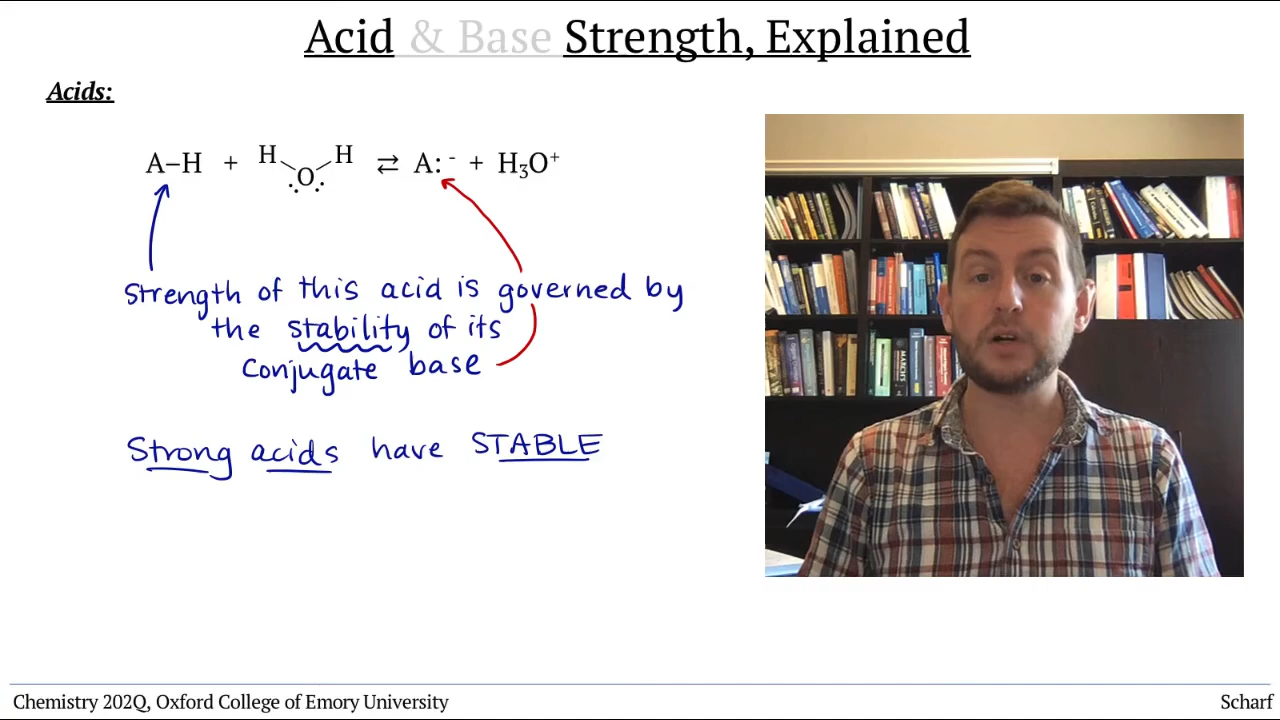 Acid & Base Strength, Explained
Acids:
H H
A–H + O ⇄ A:⁻ + H₃O⁺
Strength of this acid is governed by
the stability of its
Conjugate base
Strong acids have STABLE
MARCH'S
Chemistry 202Q, Oxford College of Emory University Scharf